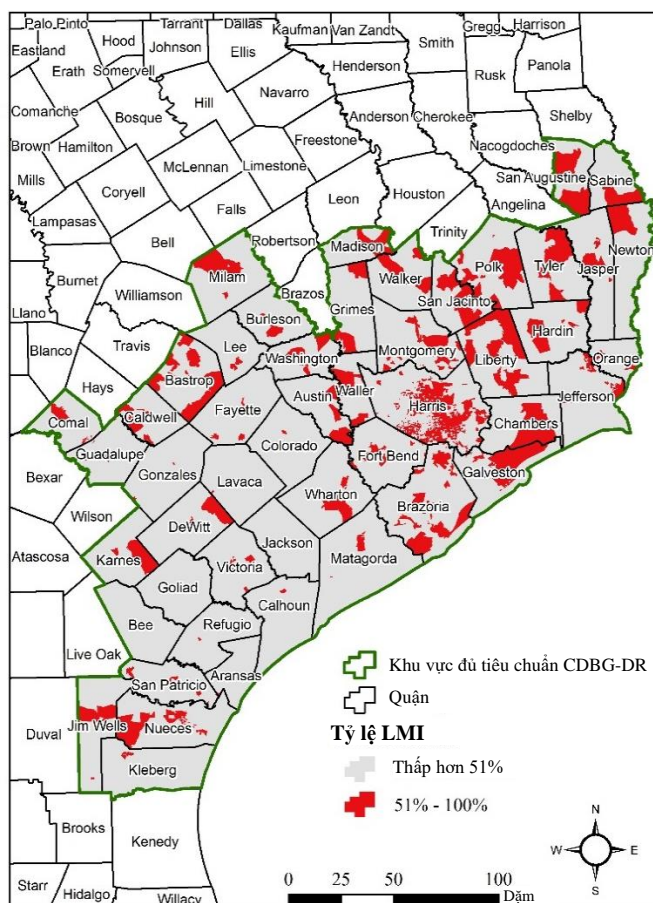 Palo Pinto
Tarrant
Dallas
Kaufman
Van Zandt
Gregg
Harrison
Eastland
Hood
Johnson
Ellis
Smith
Erath
Somervell
Henderson
Rusk
Panola
Comanche
Bosque
Hill
Navarro
Anderson
Cherokee
Shelby
Brown
Hamilton
Freestone
Nacogdoches
Mills
McLennan
Limestone
San Augustine
Sabine
Coryell
Leon
Houston
Angelina
Lampasas
Falls
Trinity
Bell
Robertson
Madison
Newton
Burnet
Milam
Walker
Polk
Tyler
Jasper
Williamson
Brazos
Grimes
San Jacinto
Llano
Burleson
Hardin
Blanco
Travis
Lee
Washington
Montgomery
Liberty
Orange
Hays
Bastrop
Austin
Waller
Harris
Jefferson
Comal
Caldwell
Fayette
Chambers
Guadalupe
Colorado
Fort Bend
Galveston
Bexar
Gonzales
Lavaca
Wharton
Brazoria
Wilson
DeWitt
Jackson
Matagorda
Atascosa
Karnes
Victoria
Goliad
Calhoun
Bee
Refugio
Live Oak
Aransas
San Patricio
Duval
Jim Wells
Nueces
Kleberg
Brooks
Kenedy
Starr
Hidalgo
Willacy
Khu vực đủ tiêu chuẩn CDBG-DR
Quận
Tỷ lệ LMI
Thấp hơn 51%
51% - 100%
N
W
E
S
0 25 50 100
Dặm